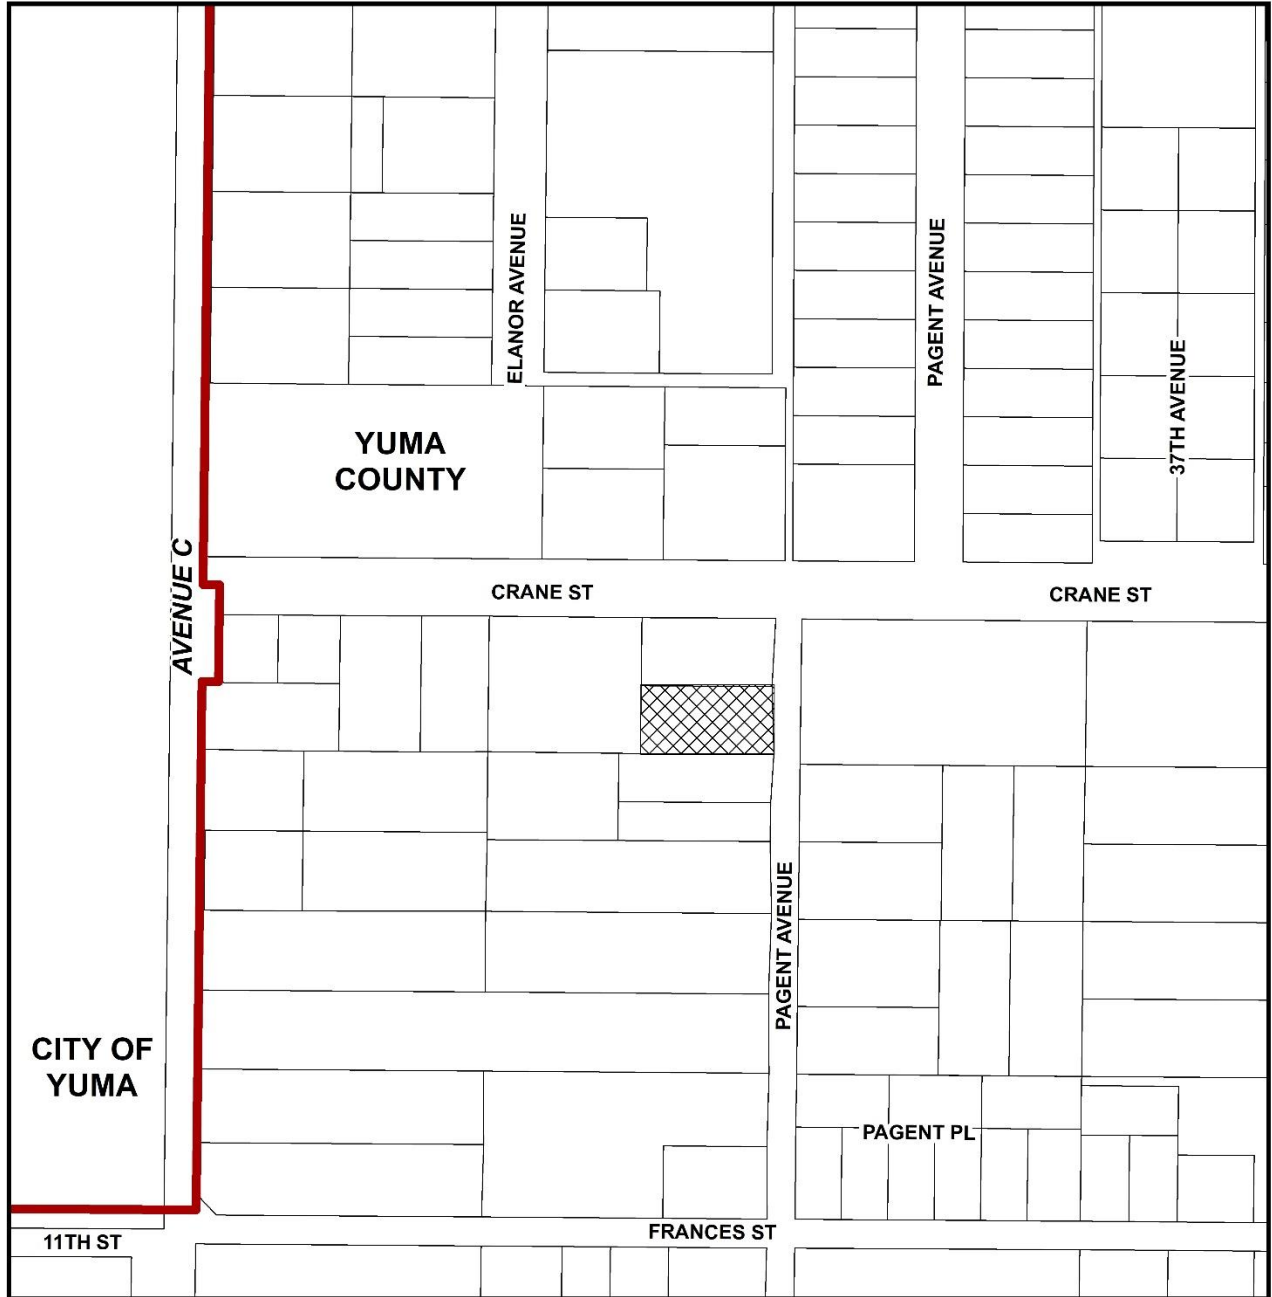 ELANOR AVENUE
PAGENT AVENUE
37TH AVENUE
YUMA
COUNTY
AVENUE C
CRANE ST
CRANE ST
PAGENT AVENUE
CITY OF
YUMA
PAGENT PL
FRANCES ST
11TH ST